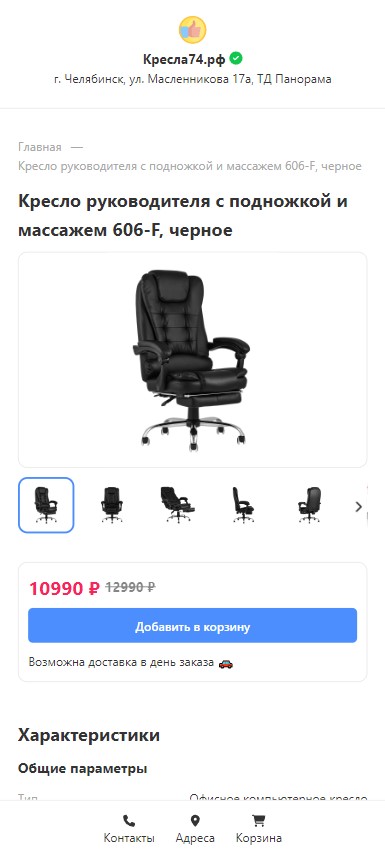 Кресла74.рф
г. Челябинск, ул. Масленникова 17а, ТД Панорама
Главная —
Кресло руководителя с подножкой и массажем 606-F, черное
Кресло руководителя с подножкой и
массажем 606-F, черное
10990 ₽ 12990 ₽
Добавить в корзину
Возможна доставка в день заказа
Характеристики
Общие параметры
Тип Офисное компьютерное кресло
Контакты Адреса Корзина